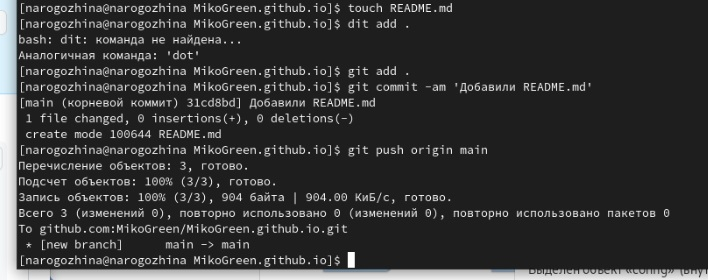 [narogozhina@narogozhina MikoGreen.github.io]$ touch README.md
[narogozhina@narogozhina MikoGreen.github.io]$ dit add .
bash: dit: команда не найдена...
Аналогичная команда: 'dot'
[narogozhina@narogozhina MikoGreen.github.io]$ git add .
[narogozhina@narogozhina MikoGreen.github.io]$ git commit -am 'Добавили README.md'
[main (корневой коммит) 31cd8bd] Добавили README.md
 1 file changed, 0 insertions(+), 0 deletions(-)
 create mode 100644 README.md
[narogozhina@narogozhina MikoGreen.github.io]$ git push origin main
Перечисление объектов: 3, готово.
Подсчет объектов: 100% (3/3), готово.
Запись объектов: 100% (3/3), 904 байта | 904.00 КиБ/с, готово.
Всего 3 (изменений 0), повторно использовано 0 (изменений 0), повторно использовано пакетов 0
To github.com:MikoGreen/MikoGreen.github.io.git
 * [new branch]      main -> main
[narogozhina@narogozhina MikoGreen.github.io]$
Выделен объект «config» (внут